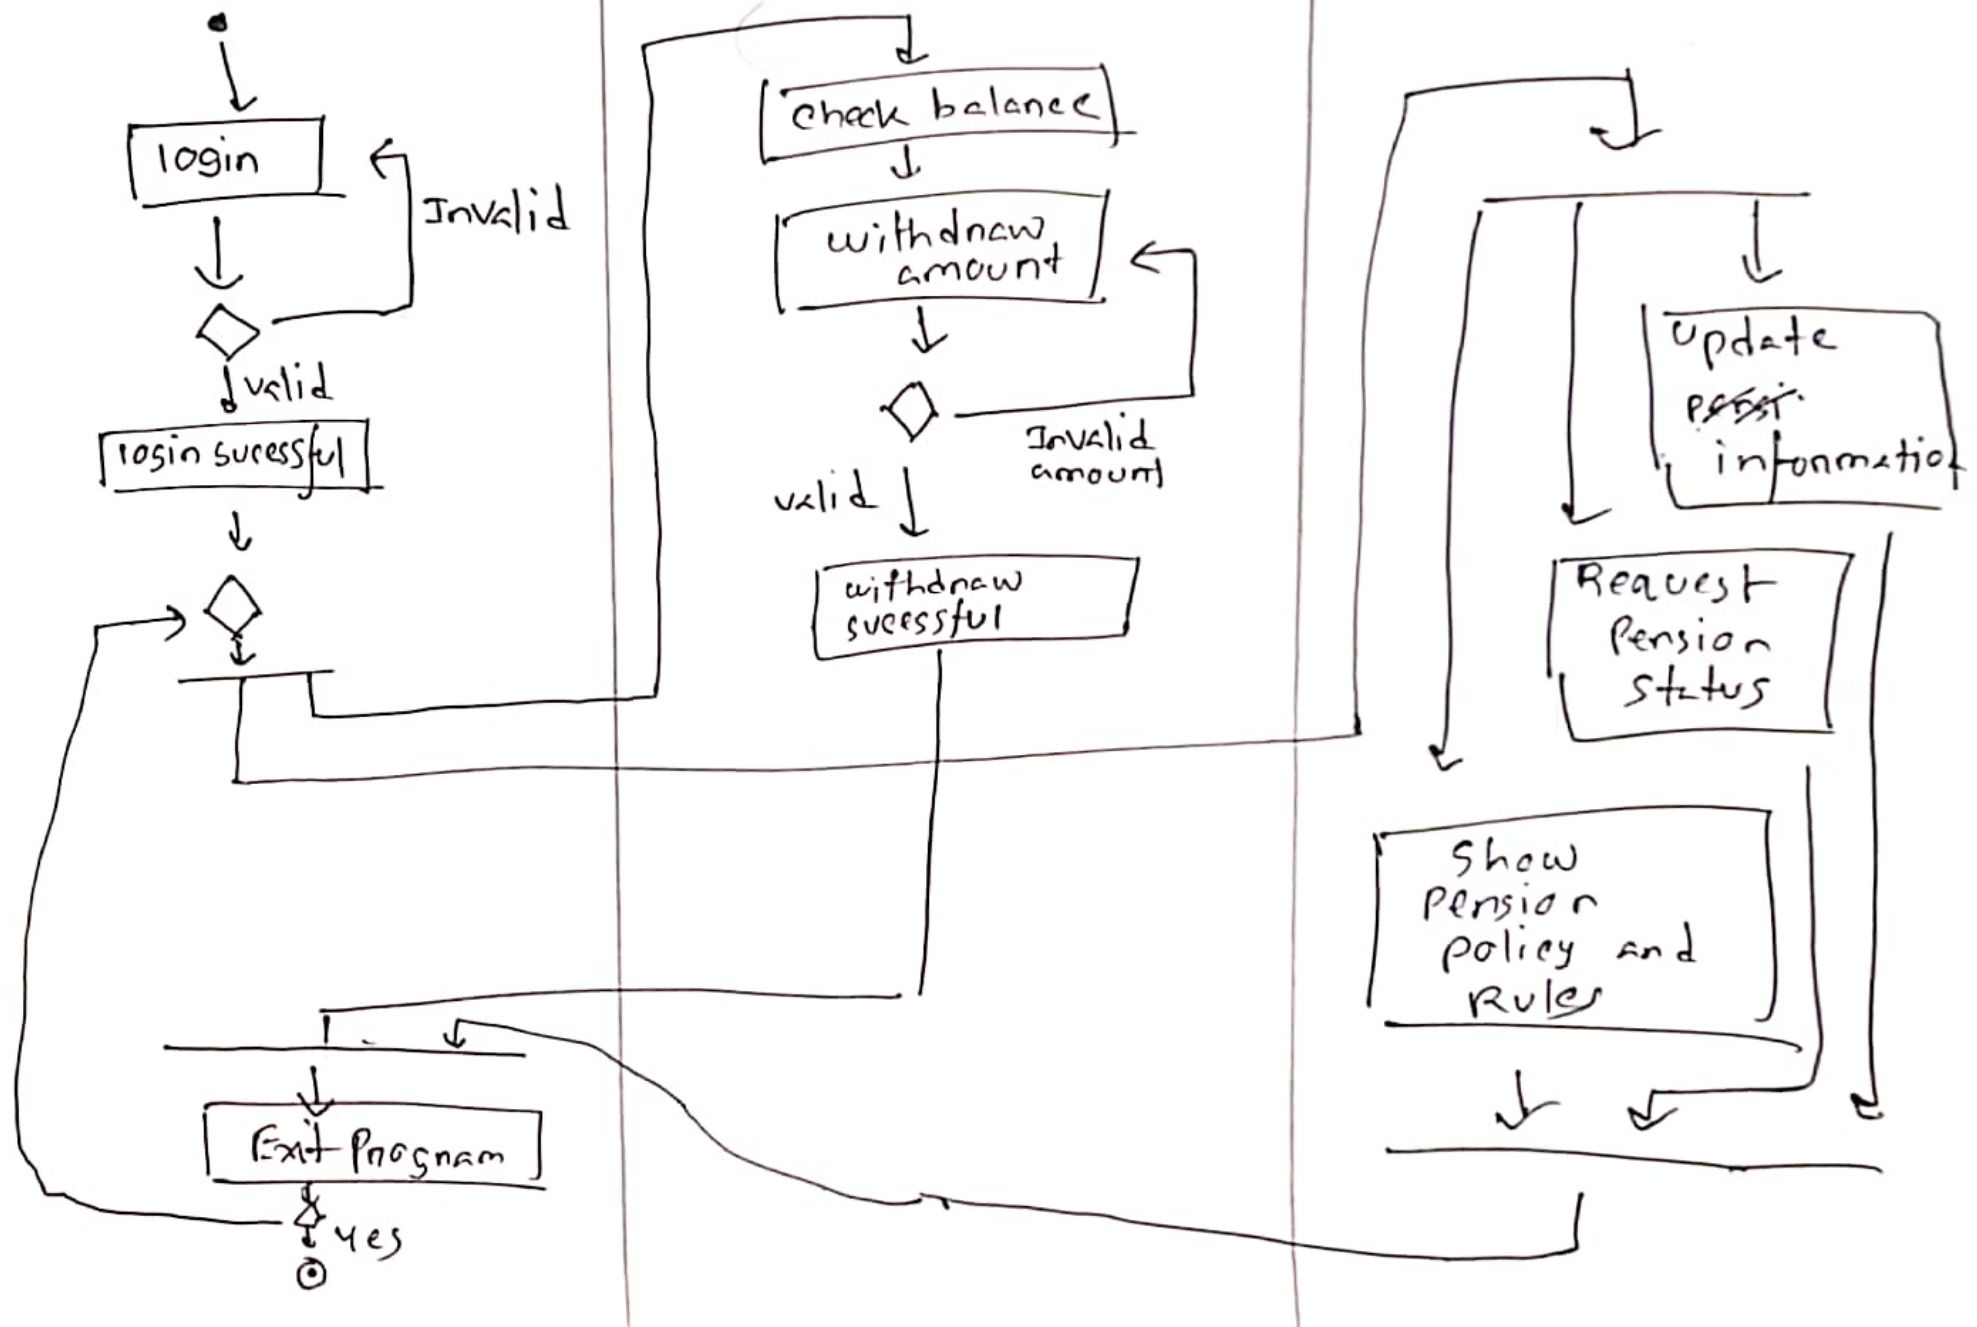 login
Invalid
valid
login sucessful
check balance
withdraw
amount
Invalid
amount
valid
withdraw
sucessful
Update
information
Request
Pension
Status
Show
Pension
Policy and
Rules
Exit Program
Yes